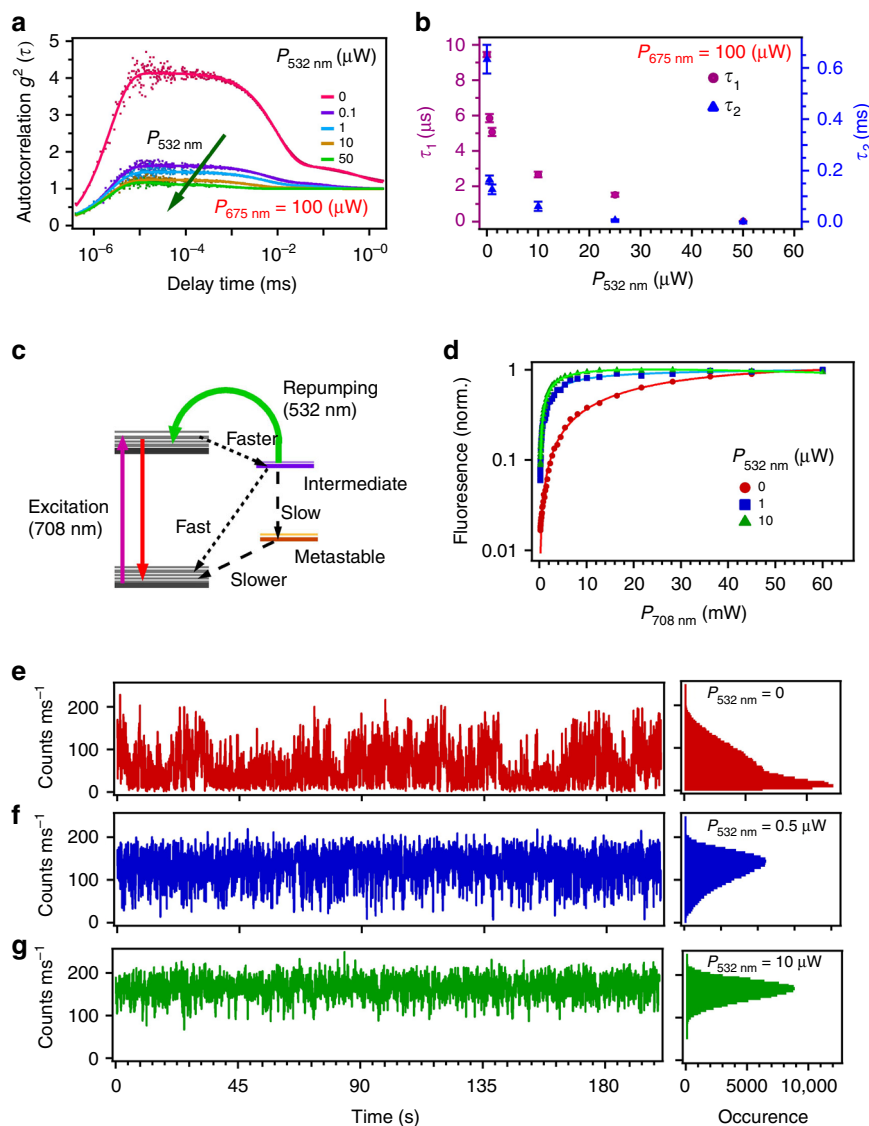 a
Autotcorrelation g² (τ)
5
4
3
2
1
0
P532 nm (μW)
0
0.1
1
10
50
P532 nm
P675 nm = 100 (μW)
10⁻⁶
10⁻⁴
10⁻²
10⁻⁰
Delay time (ms)
b
τ1 (μs)
10
8
6
4
2
0
P675 nm = 100 (μW)
τ1
τ2
0.6
0.4
0.2
0.0
τ2 (ms)
0 10 20 30 40 50 60
P532 nm (μW)
c
Repumping
(532 nm)
Faster
Intermediate
Excitation
(708 nm)
Fast
Slow
Metastable
Slower
d
Fluoresence (norm.)
1
0.1
0.01
P532 nm (μW)
0
1
10
0 10 20 30 40 50 60
P708 nm (mW)
e
Counts ms⁻¹
200
100
0
P532 nm = 0
f
Counts ms⁻¹
200
100
0
P532 nm = 0.5 μW
g
Counts ms⁻¹
200
100
0
P532 nm = 10 μW
0 45 90 135 180
Time (s)
0 5000 10,000
Occurence